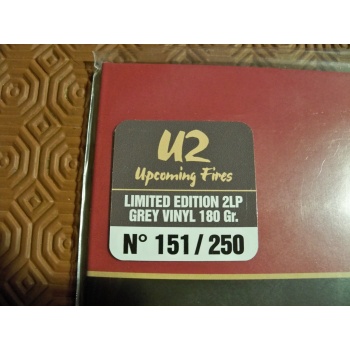 U2
Upcoming Fires
LIMITED EDITION 2LP
GREY VINYL 180 Gr.
N° 151 / 250